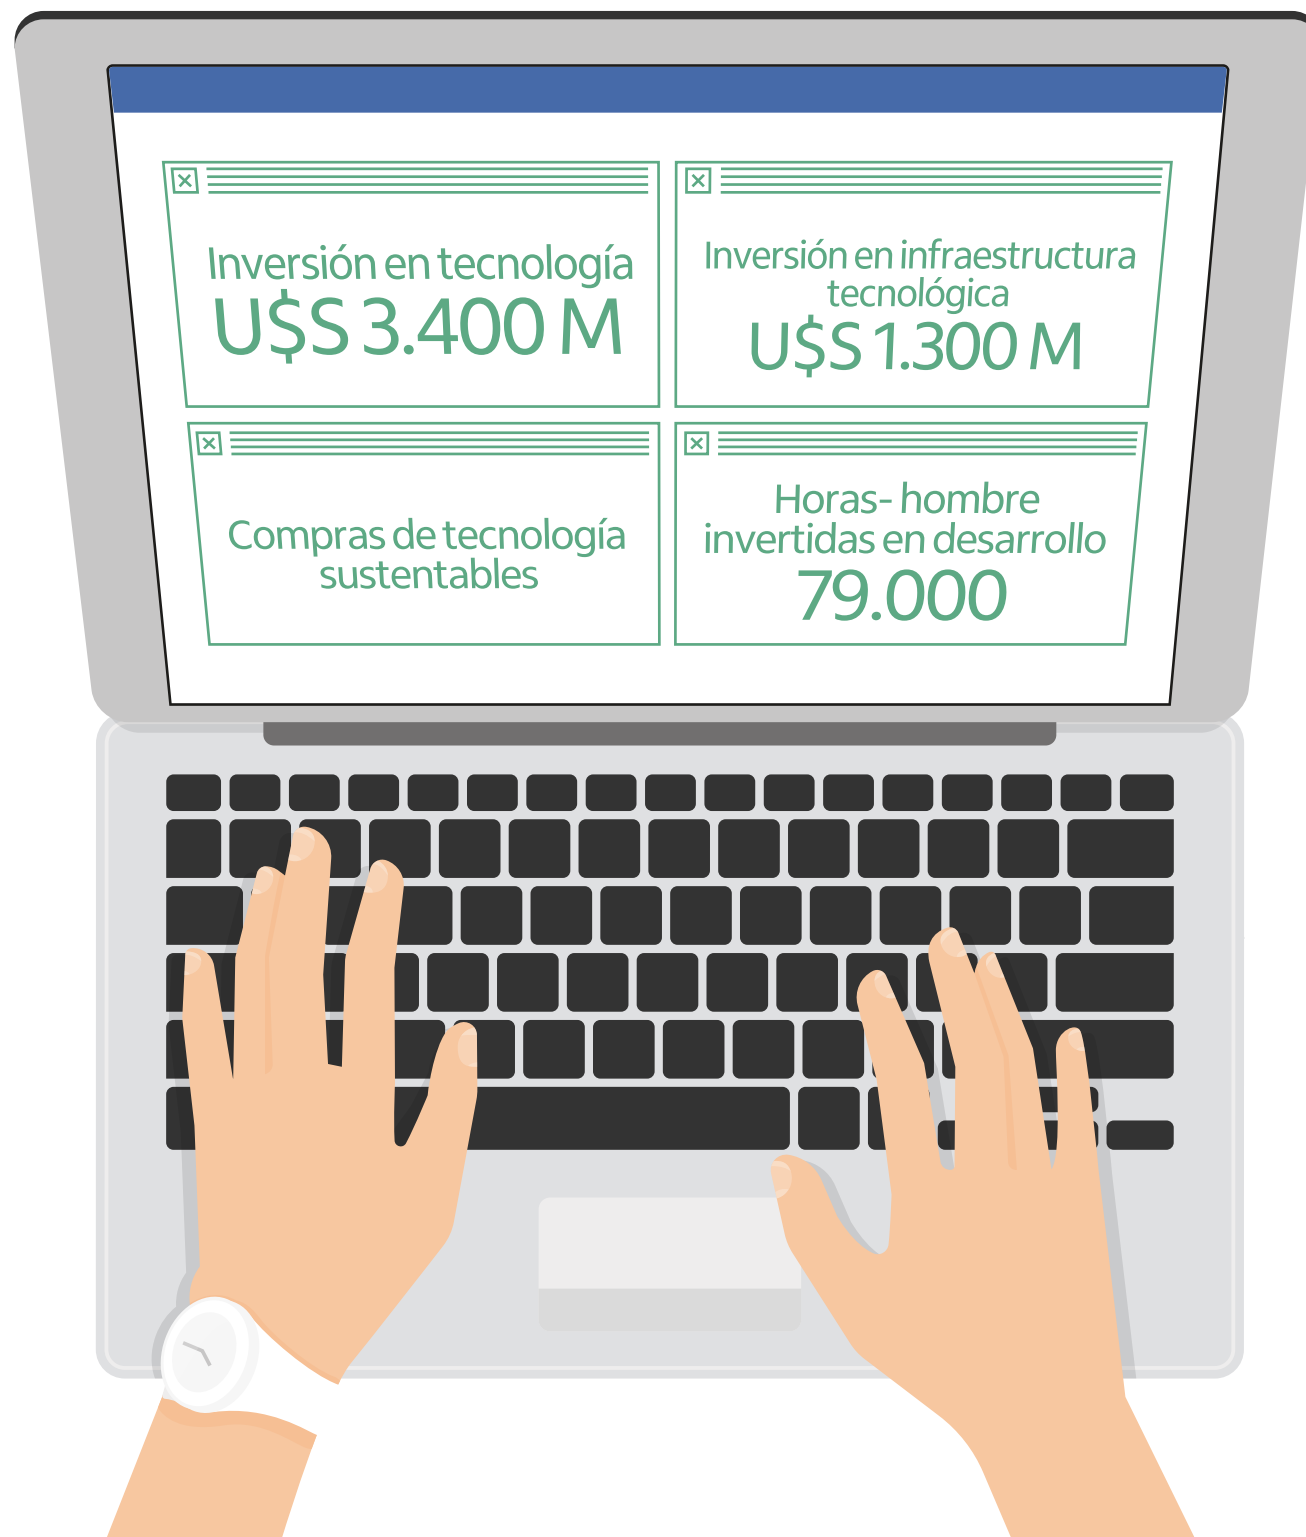 Inversión en tecnología
U$S 3.400 M
Inversión en infraestructura
tecnológica
U$S 1.300 M
Compras de tecnología
sustentables
Horas- hombre
invertidas en desarrollo
79.000